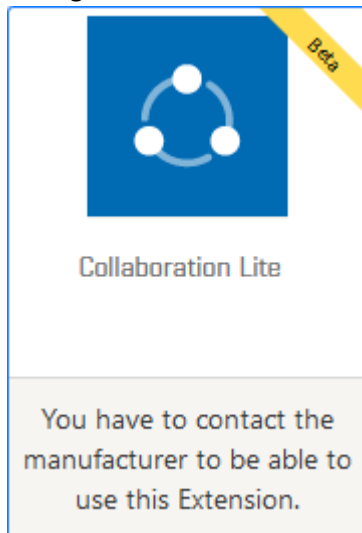 Beta
Collaboration Lite
You have to contact the
manufacturer to be able to
use this Extension.